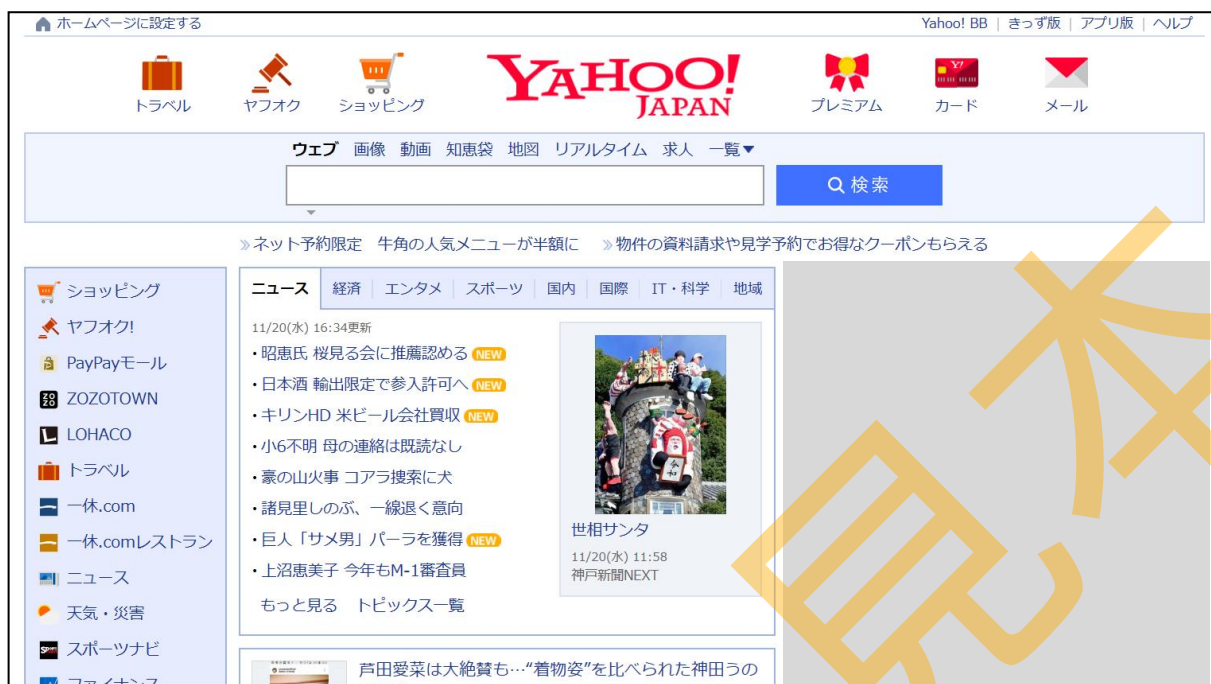 ホームページに設定する
Yahoo! BB | きっず版 | アプリ版 | ヘルプ
トラベル ヤフオク ショッピング YAHOO! JAPAN プレミアム カード メール
ウェブ 画像 動画 知恵袋 地図 リアルタイム 求人 一覧▼
検索
»ネット予約限定 牛角の人気メニューが半額に »物件の資料請求や見学予約でお得なクーポンもらえる
ショッピング
ヤフオク!
PayPayモール
ZOZOTOWN
LOHACO
トラベル
一休.com
一休.comレストラン
ニュース
天気・災害
スポーツナビ
ファイナンス
ニュース 経済 エンタメ スポーツ 国内 国際 IT・科学 地域
11/20(水) 16:34更新
・昭恵氏 桜見る会に推薦認める NEW
・日本酒 輸出限定で参入許可へ NEW
・キリンHD 米ビール会社買収 NEW
・小6不明 母の連絡は既読なし
・豪の山火事 コアラ捜索に犬
・諸見里しのぶ、一線退く意向
・巨人「サメ男」パーラを獲得 NEW
・上沼恵美子 今年もM-1審査員
もっと見る トピックス一覧
令和
世相サンタ
11/20(水) 11:58
神戸新聞NEXT
芦田愛菜は大絶賛も…“着物姿”を比べられた神田うの
見本